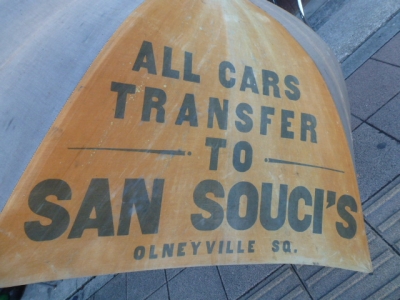 ALL CARS
TRANSFER
TO
SAN SOUCI'S
OLNEYVILLE SQ.